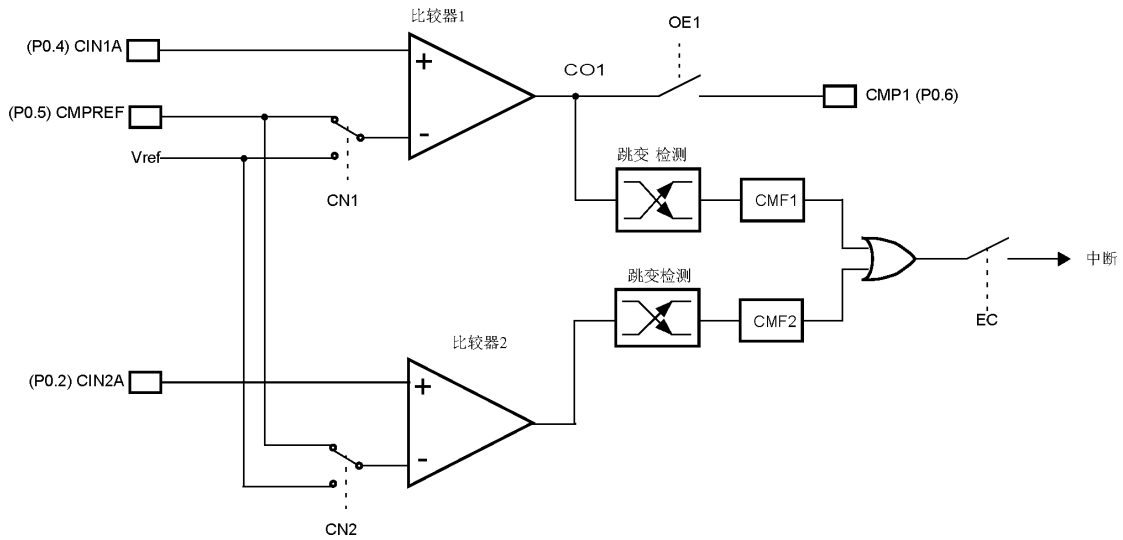 比较器1
OE1
(P0.4) CIN1A
+
CO1
CMP1 (P0.6)
(P0.5) CMPREF
-
Vref
跳变 检测
CN1
CMF1
中断
跳变检测
EC
CMF2
比较器2
(P0.2) CIN2A
+
-
CN2